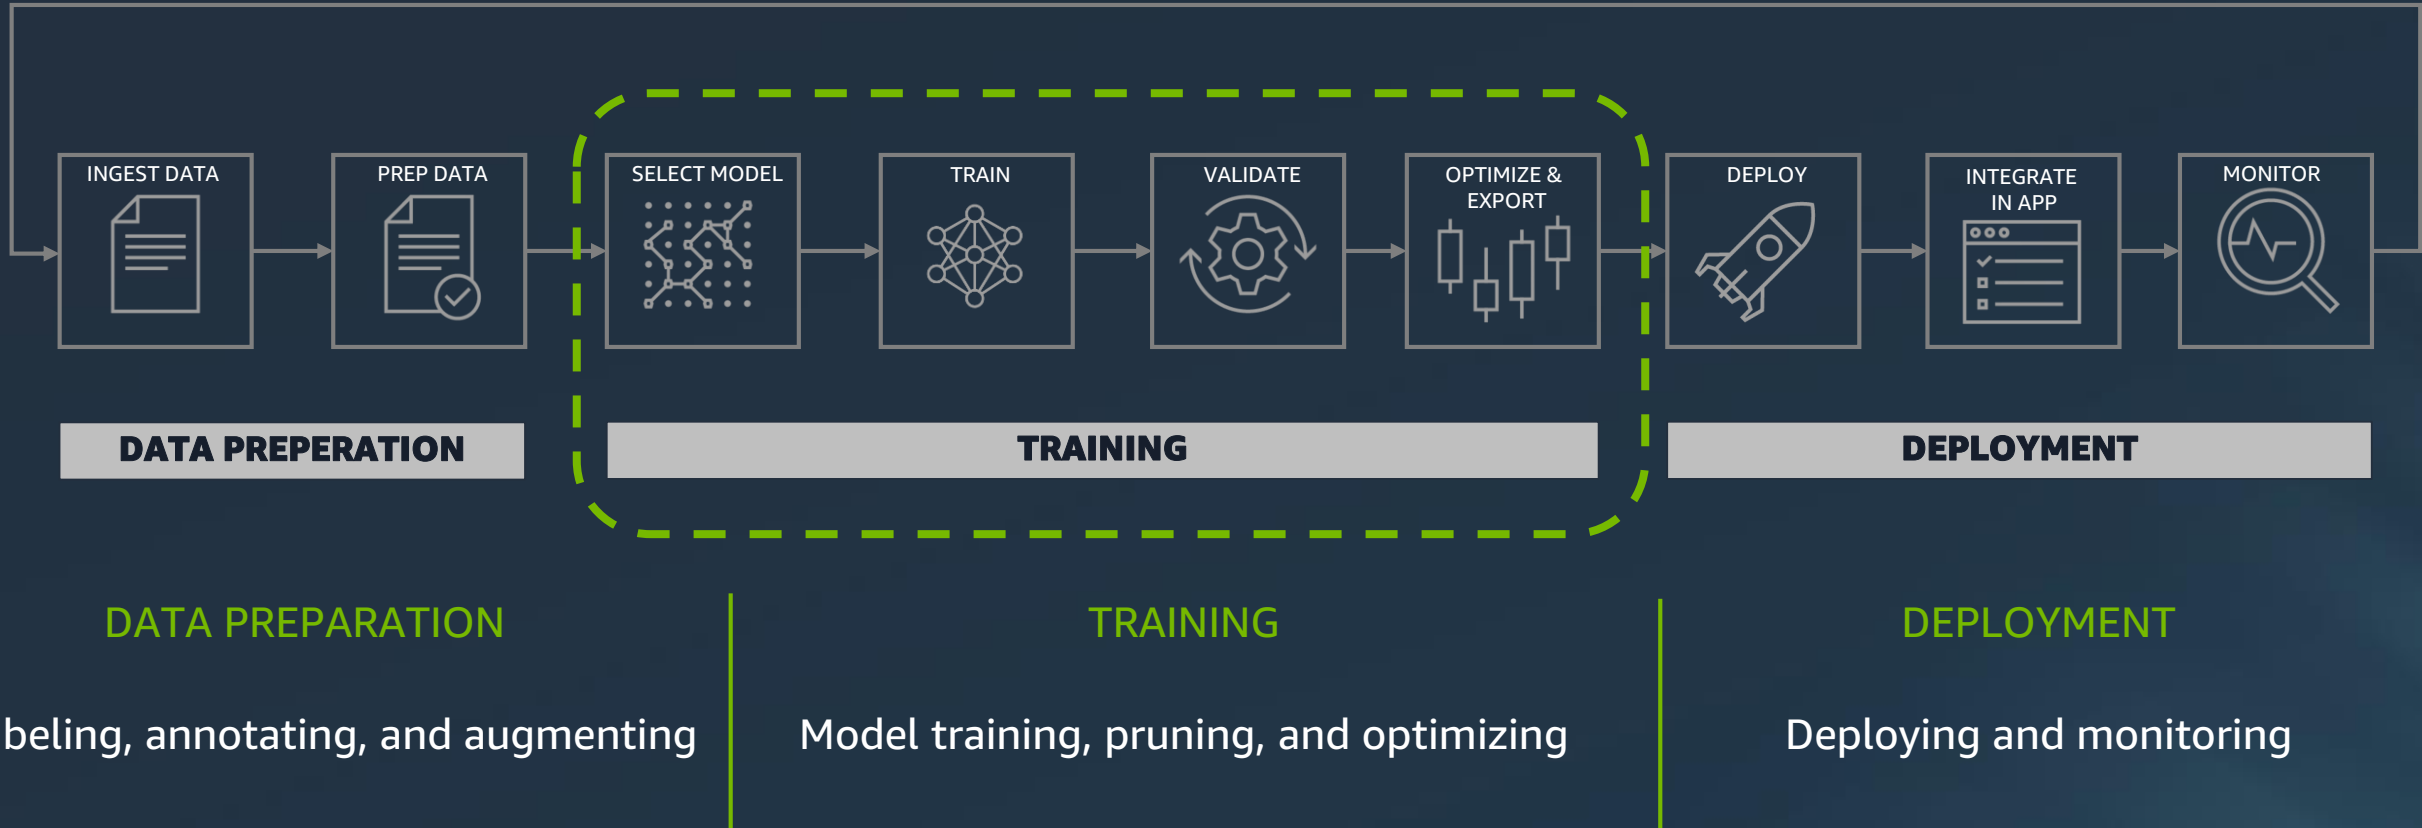 INGEST DATA
PREP DATA
SELECT MODEL
TRAIN
VALIDATE
OPTIMIZE &
EXPORT
DEPLOY
INTEGRATE
IN APP
MONITOR
DATA PREPERATION
TRAINING
DEPLOYMENT
DATA PREPARATION
TRAINING
DEPLOYMENT
beling, annotating, and augmenting
Model training, pruning, and optimizing
Deploying and monitoring